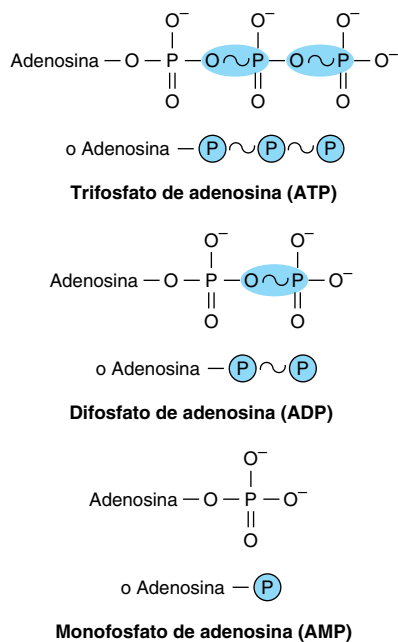 O⁻ O⁻ O⁻
Adenosina — O — P — O ~ P — O ~ P — O⁻
O O O
o Adenosina — P ~ P ~ P
Trifosfato de adenosina (ATP)
O⁻ O⁻
Adenosina — O — P — O ~ P — O⁻
O O
o Adenosina — P ~ P
Difosfato de adenosina (ADP)
O⁻
Adenosina — O — P — O⁻
O
o Adenosina — P
Monofosfato de adenosina (AMP)